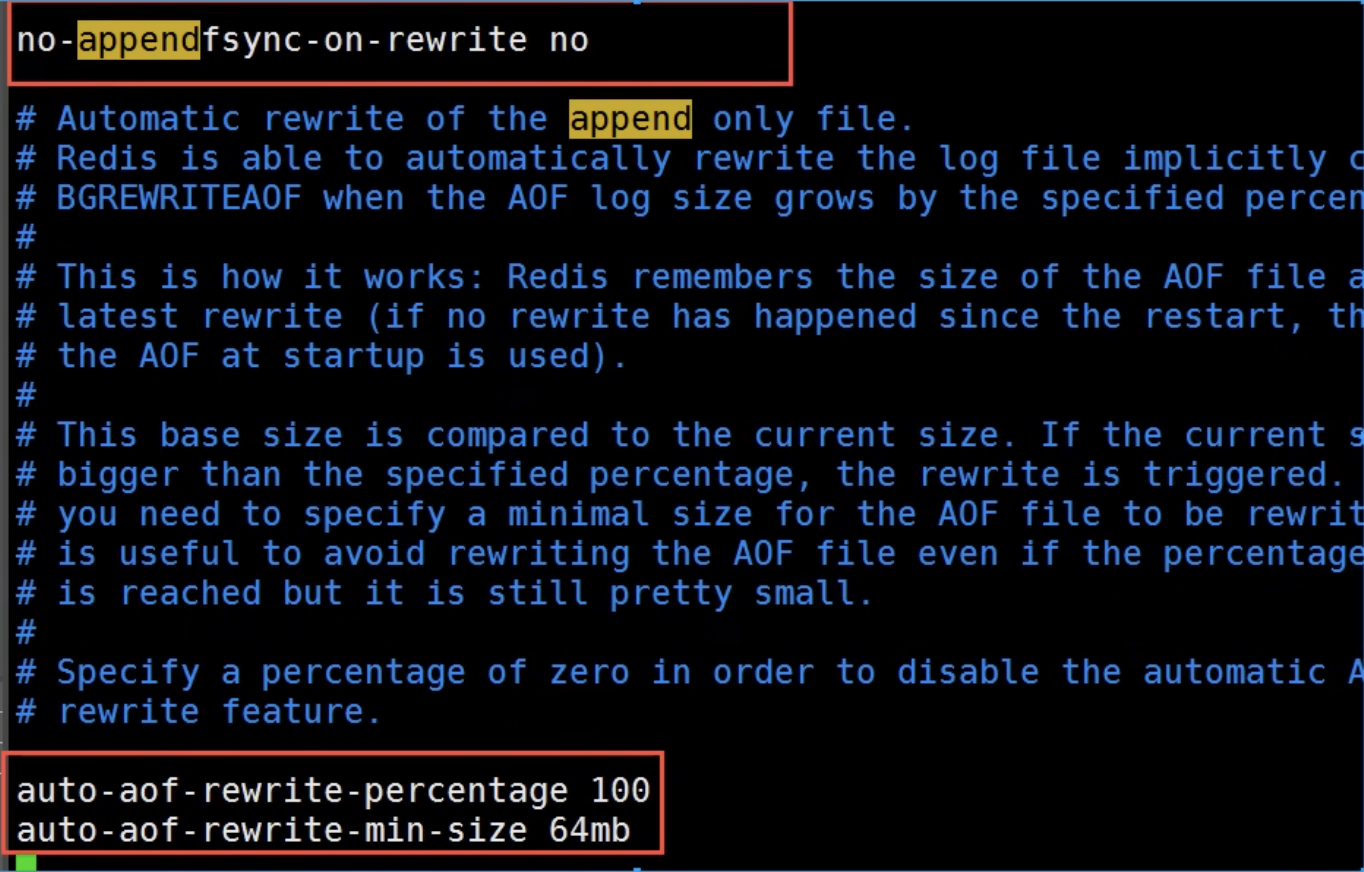 no-appendfsync-on-rewrite no
# Automatic rewrite of the append only file.
# Redis is able to automatically rewrite the log file implicitly
# BGREWRITEAOF when the AOF log size grows by the specified
#
# This is how it works: Redis remembers the size of the AOF file
# latest rewrite (if no rewrite has happened since the restart,
# the AOF at startup is used).
#
# This base size is compared to the current size. If the current
# bigger than the specified percentage, the rewrite is triggered.
# you need to specify a minimal size for the AOF file to be
# is useful to avoid rewriting the AOF file even if the percentage
# is reached but it is still pretty small.
#
# Specify a percentage of zero in order to disable the automatic
# rewrite feature.
auto-aof-rewrite-percentage 100
auto-aof-rewrite-min-size 64mb